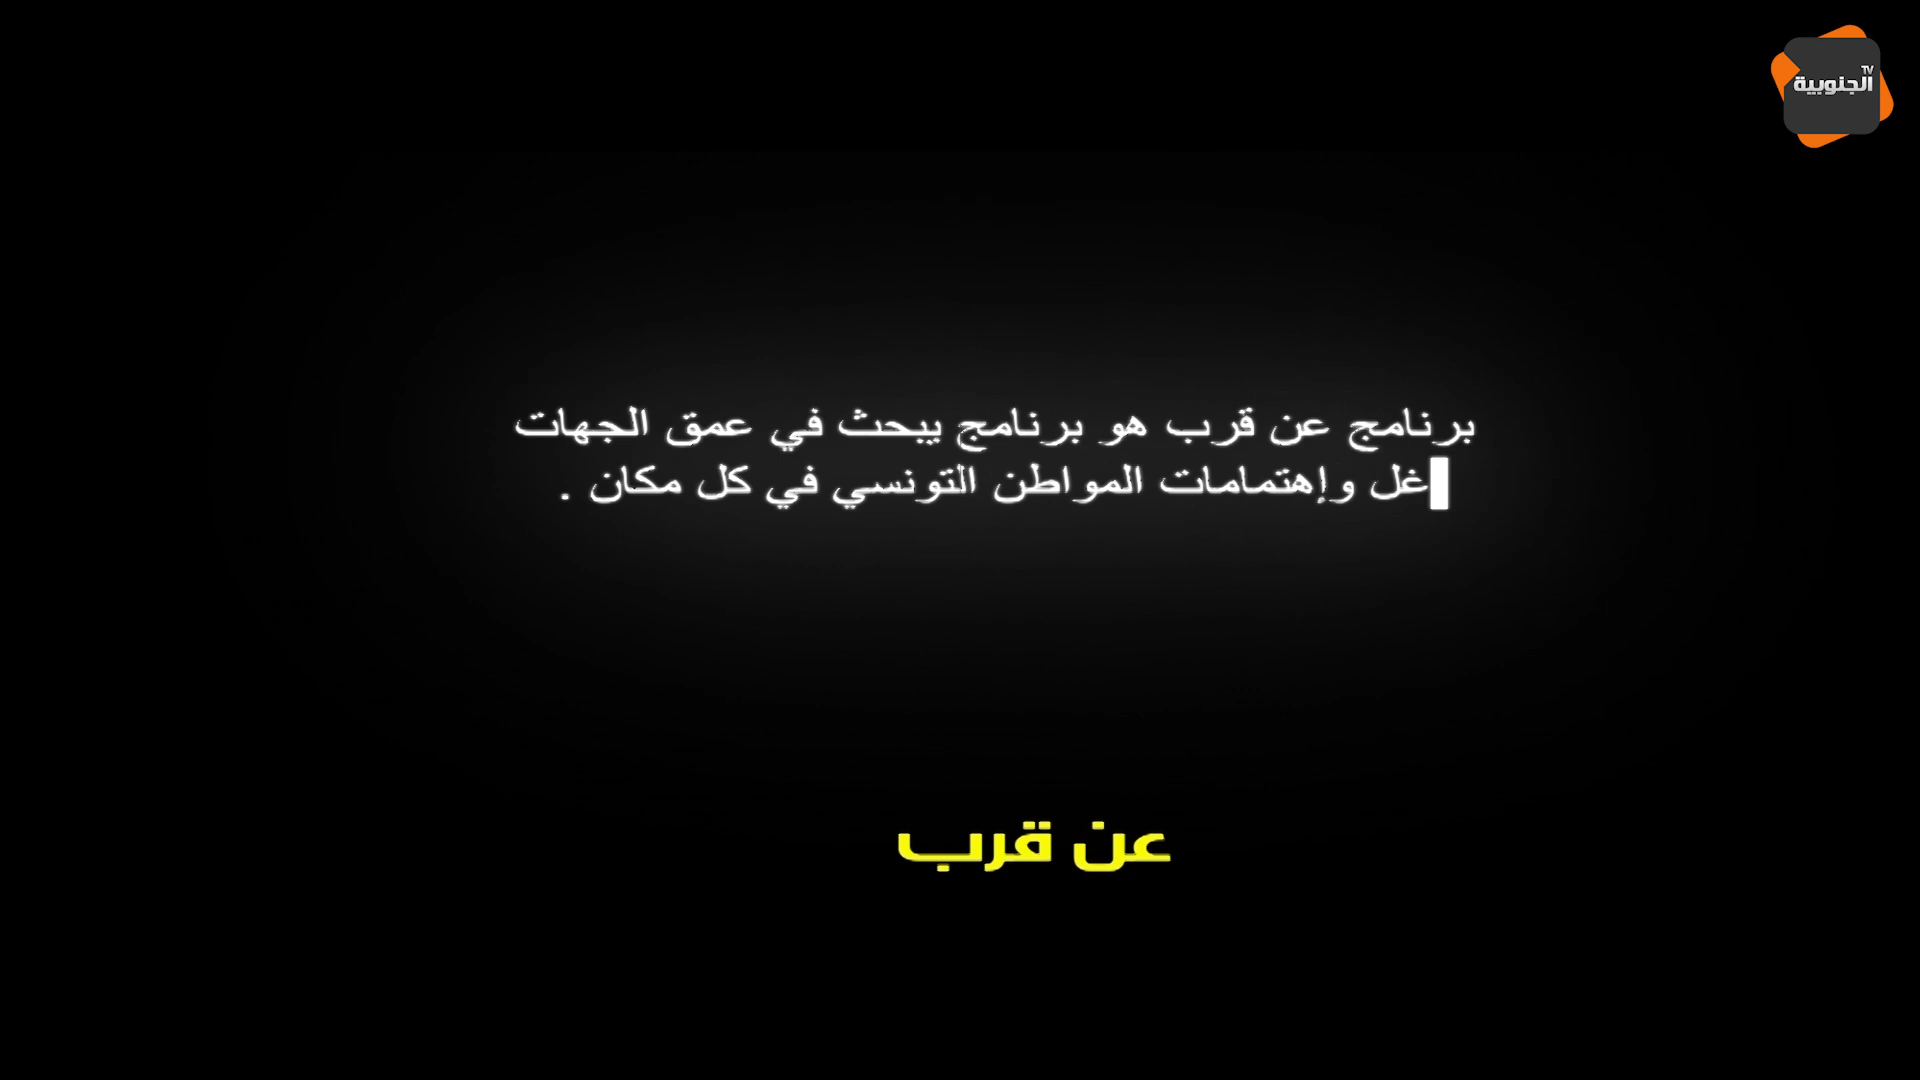 TV
الجنوبية
برنامج عن قرب هو برنامج يبحث في عمق الجهات
غل وإهتمامات المواطن التونسي في كل مكان .
عن قرب